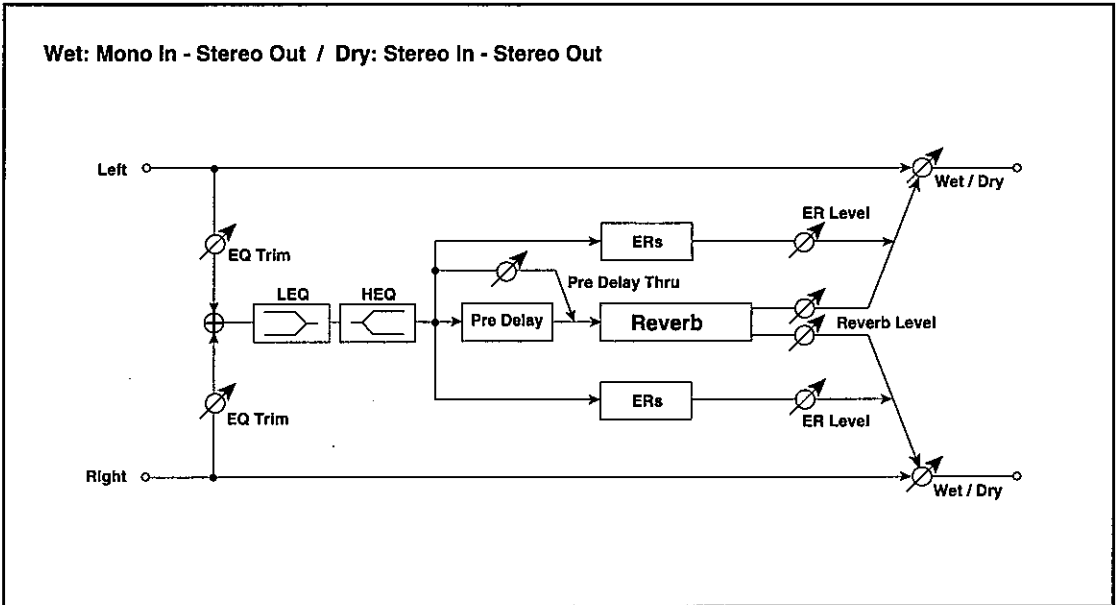 Wet: Mono In - Stereo Out / Dry: Stereo In - Stereo Out
Left
Wet / Dry
EQ Trim
ER Level
ERs
Pre Delay Thru
LEQ
HEQ
Pre Delay
Reverb
Reverb Level
EQ Trim
ERs
ER Level
Right
Wet / Dry